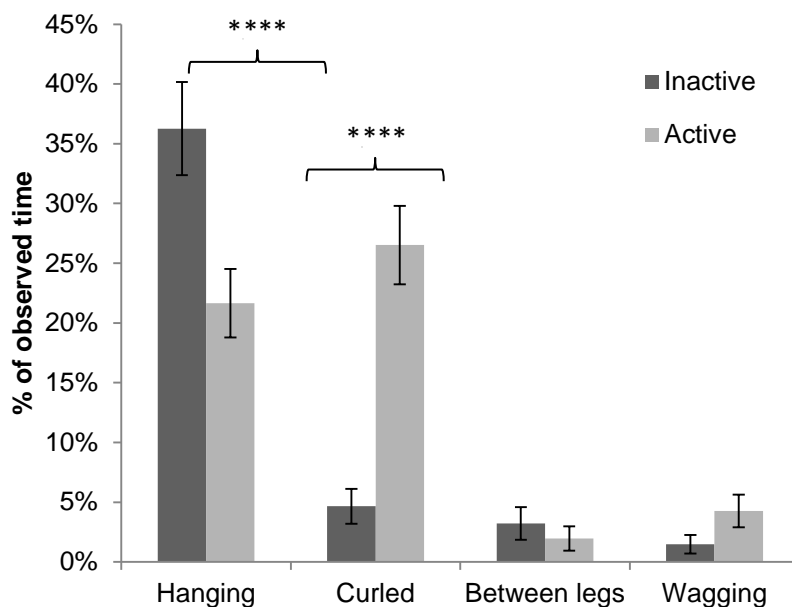 % of observed time
45%
40%
35%
30%
25%
20%
15%
10%
5%
0%
****
****
Inactive
Active
Hanging
Curled
Between legs
Wagging